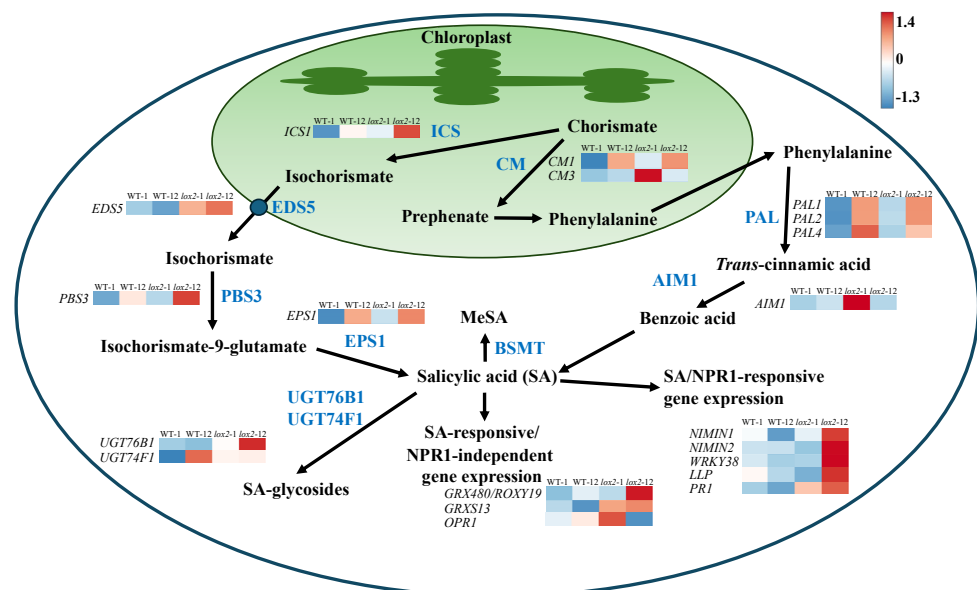 Chloroplast
1.4
0
-1.3
WT-1 WT-12 lox2-1 lox2-12
ICS1
ICS
Chorismate
CM
WT-1 WT-12 lox2-1 lox2-12
CM1
CM3
Phenylalanine
Isochorismate
WT-1 WT-12 lox2-1 lox2-12
EDS5
EDS5
Prephenate
Phenylalanine
PAL
WT-1 WT-12 lox2-1 lox2-12
PAL1
PAL2
PAL4
Isochorismate
Trans-cinnamic acid
WT-1 WT-12 lox2-1 lox2-12
PBS3
PBS3
AIM1
WT-1 WT-12 lox2-1 lox2-12
AIM1
WT-1 WT-12 lox2-1 lox2-12
EPS1
MeSA
Benzoic acid
Isochorismate-9-glutamate
EPS1
BSMT
Salicylic acid (SA)
SA/NPR1-responsive
gene expression
UGT76B1
UGT74F1
WT-1 WT-12 lox2-1 lox2-12
UGT76B1
UGT74F1
SA-glycosides
SA-responsive/
NPR1-independent
gene expression
WT-1 WT-12 lox2-1 lox2-12
GRX480/ROXY19
GRXS13
OPR1
WT-1 WT-12 lox2-1 lox2-12
NIMIN1
NIMIN2
WRKY38
LLP
PR1